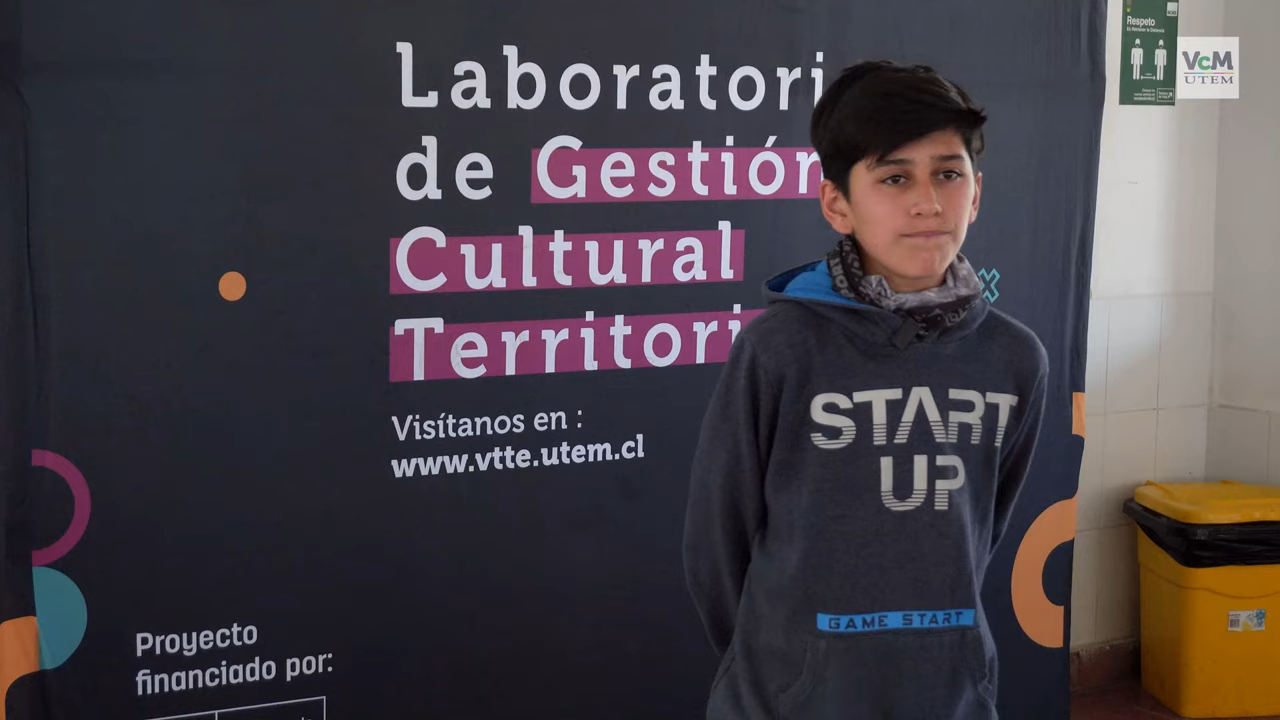 Laboratori
de Gestión
Cultural
Territori
Visítanos en :
www.vtte.utem.cl
Proyecto
financiado por:
START
UP
GAME START
Respeto
VcM
UTEM